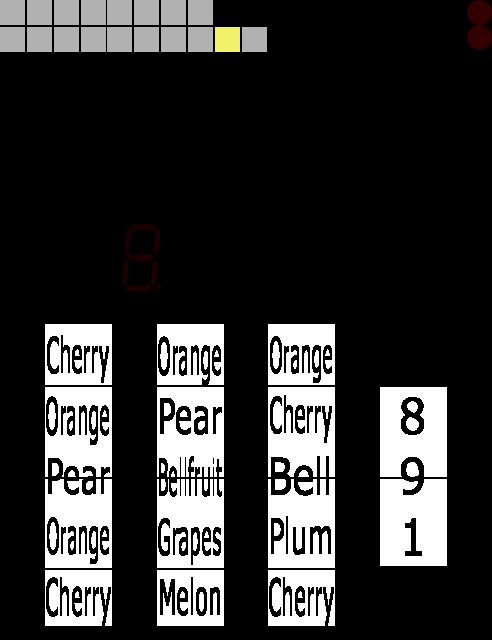 Cherry Orange Orange
Orange Pear Cherry 8
Pear Bellfruit Bell 9
Orange Grapes Plum 1
Cherry Melon Cherry